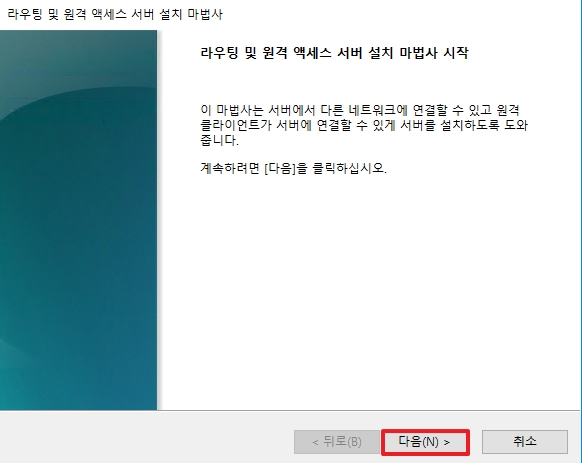 라우팅 및 원격 액세스 서버 설치 마법사
라우팅 및 원격 액세스 서버 설치 마법사 시작
이 마법사는 서버에서 다른 네트워크에 연결할 수 있고 원격
클라이언트가 서버에 연결할 수 있게 서버를 설치하도록 도와
줍니다.
계속하려면 [다음]을 클릭하십시오.
< 뒤로(B) 다음(N) > 취소